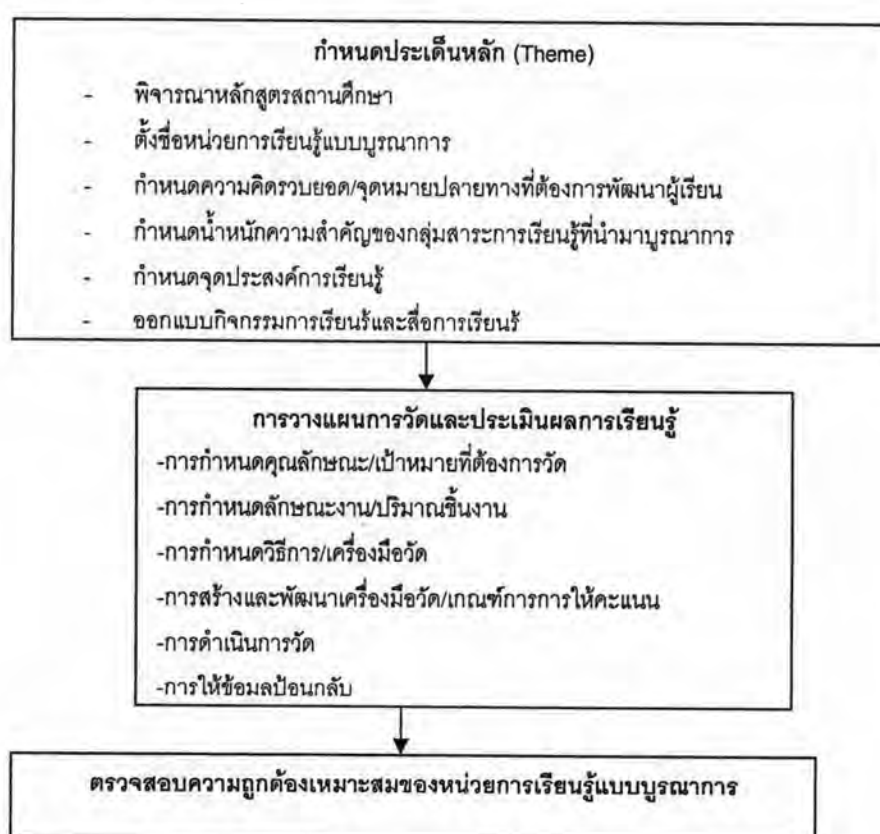 กำหนดประเด็นหลัก (Theme)
- พิจารณาหลักสูตรสถานศึกษา
- ตั้งชื่อหน่วยการเรียนรู้แบบบูรณาการ
- กำหนดความคิดรวบยอด/จุดหมายปลายทางที่ต้องการพัฒนาผู้เรียน
- กำหนดน้ำหนักความสำคัญของกลุ่มสาระการเรียนรู้ที่นำมาบูรณาการ
- กำหนดจุดประสงค์การเรียนรู้
- ออกแบบกิจกรรมการเรียนรู้และสื่อการเรียนรู้
การวางแผนการวัดและประเมินผลการเรียนรู้
-การกำหนดคุณลักษณะ/เป้าหมายที่ต้องการวัด
-การกำหนดลักษณะงาน/ปริมาณชิ้นงาน
-การกำหนดวิธีการ/เครื่องมือวัด
-การสร้างและพัฒนาเครื่องมือวัด/เกณฑ์การการให้คะแนน
-การดำเนินการวัด
-การให้ข้อมูลป้อนกลับ
ตรวจสอบความถูกต้องเหมาะสมของหน่วยการเรียนรู้แบบบูรณาการ